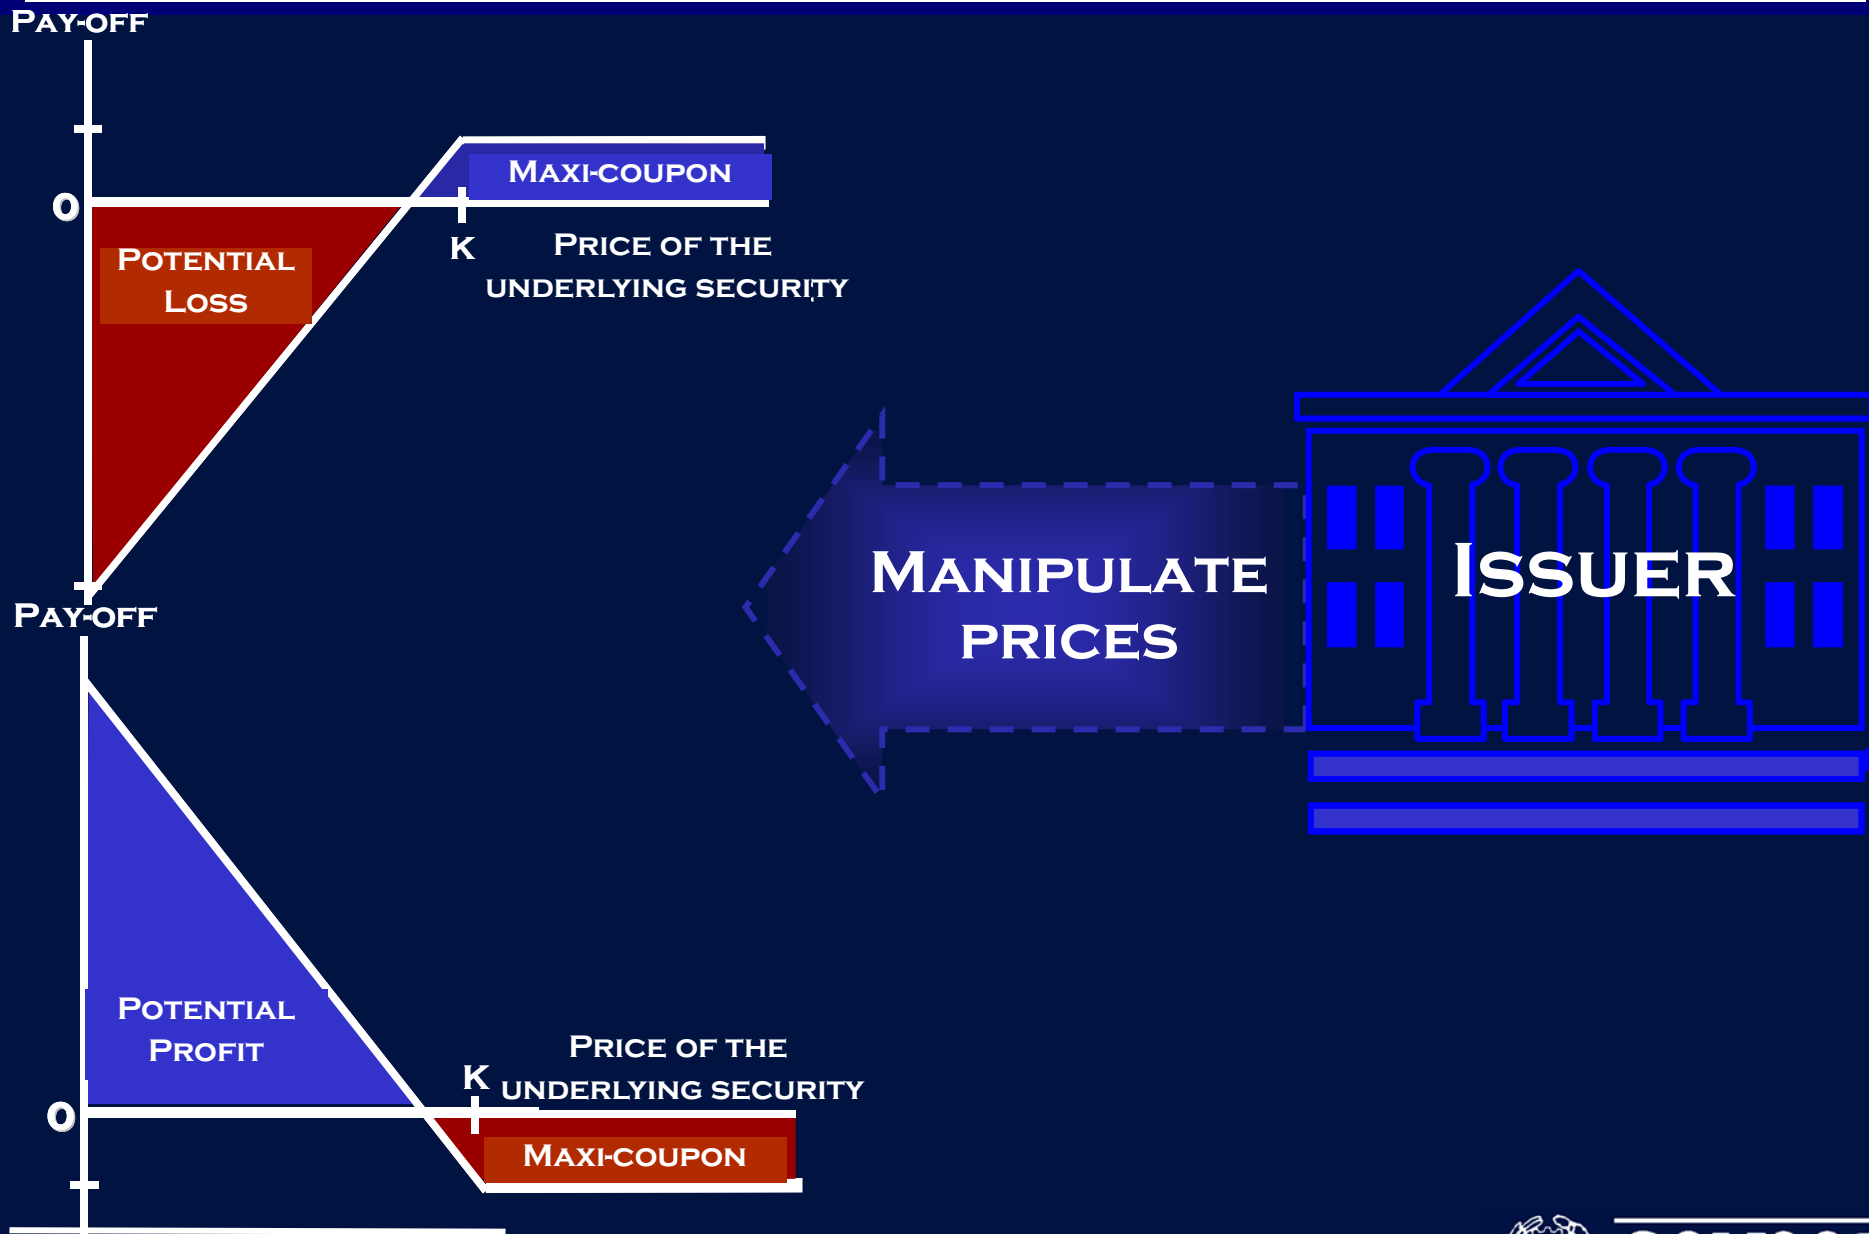 Pay-off
Maxi-coupon
0
K
Price of the
underlying security
Potential
Loss
Manipulate
prices
Issuer
Pay-off
Potential
Profit
Price of the
K
underlying security
0
Maxi-coupon